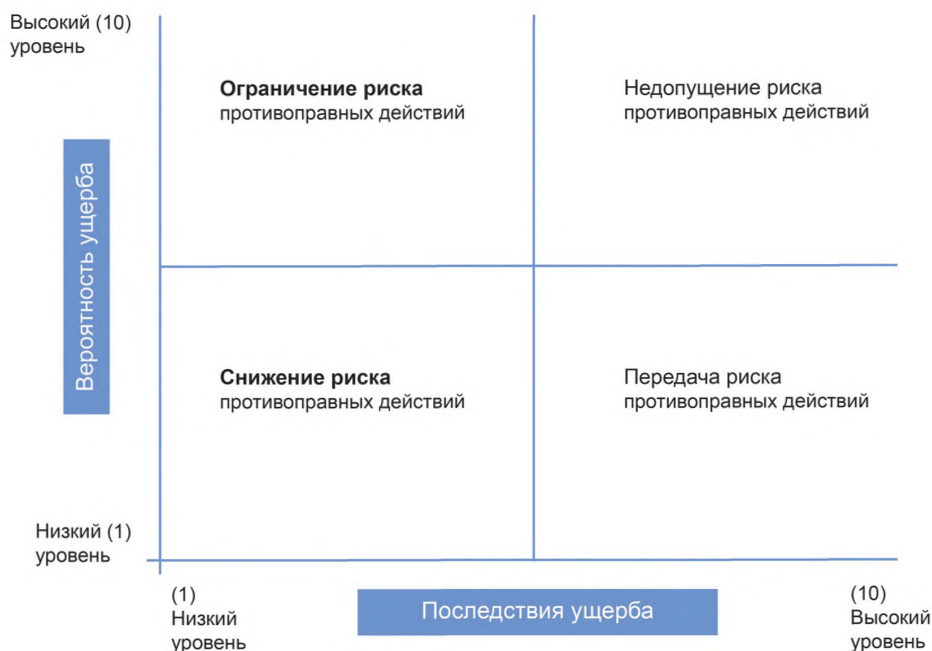 Высокий (10)
уровень
Ограничение риска
противоправных действий
Недопущение риска
противоправных действий
Вероятность ущерба
Снижение риска
противоправных действий
Передача риска
противоправных действий
Низкий (1)
уровень
(1)
Низкий
уровень
Последствия ущерба
(10)
Высокий
уровень